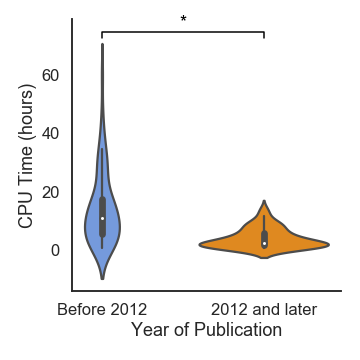 *
60
40
20
0
CPU Time (hours)
Before 2012
2012 and later
Year of Publication